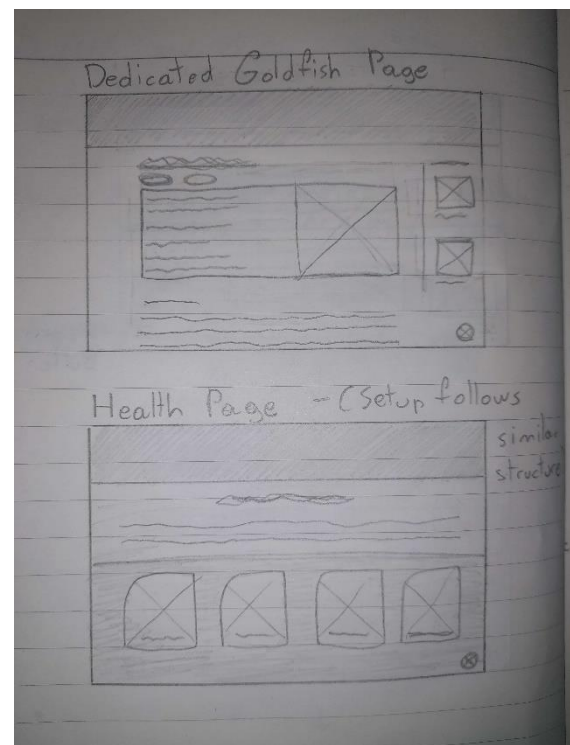 Dedicated Goldfish Page
Health Page - (Setup follows
similar
structure